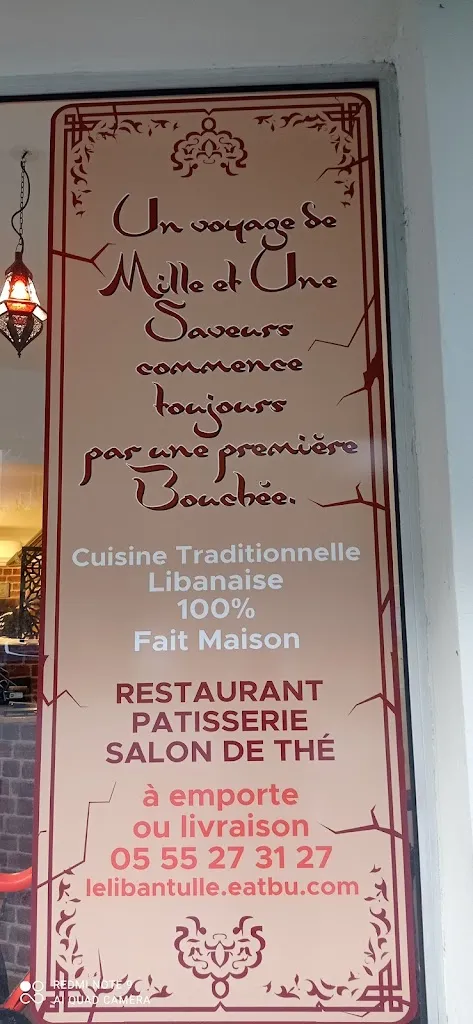 Un voyage de
Mille et Une
Saveurs
commence
toujours
par une première
Bouchée.
Cuisine Traditionnelle
Libanaise
100%
Fait Maison
RESTAURANT
PATISSERIE
SALON DE THÉ
à emporte
ou livraison
05 55 27 31 27
lelibantulle.eatbu.com
REDMI NOTE 9C
AI QUAD CAMERA